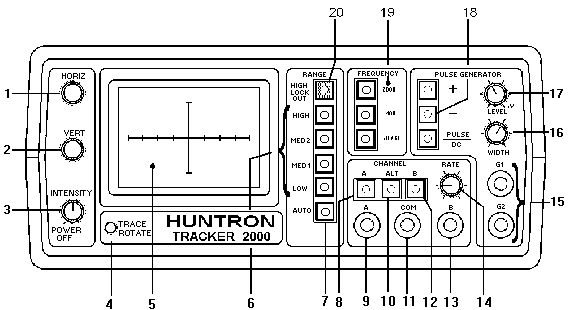 20
19
18
HORIZ
1
VERT
2
INTENSITY
3
POWER
OFF
TRACE
ROTATE
HUNTRON
TRACKER 2000
RANGE
HIGH
LOCK
OUT
HIGH
MED 2
MED 1
LOW
AUTO
FREQUENCY
2000
400
PULSE GENERATOR
+
−
PULSE
DC
LEVEL
WIDTH
17
16
CHANNEL
A
ALT
B
RATE
A
COM
B
G1
G2
15
4
5
6
7
8
9
10
11
12
13
14